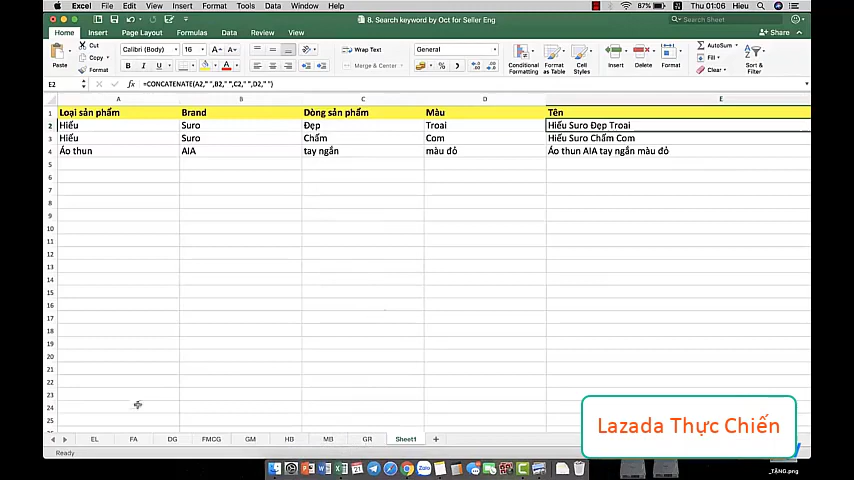 Excel File Edit View Insert Format Tools Data Window Help 87% Thu 01:06 Hieu
8. Search keyword by Oct for Seller Eng
Search Sheet
Home Insert Page Layout Formulas Data Review View Share
Paste Cut Copy Format
Calibri (Body) 16
B I U
Wrap Text
Merge & Center
General
Conditional Formatting
Format as Table
Cell Styles
Insert Delete Format
AutoSum
Fill
Clear
Sort & Filter
E2 fx =CONCATENATE(A2," ",B2," ",C2," ",D2," ")
A B C D E
1 Loại sản phẩm Brand Dòng sản phẩm Màu Tên
2 Hiếu Suro Đẹp Troai Hiếu Suro Đẹp Troai
3 Hiếu Suro Chấm Com Hiếu Suro Chấm Com
4 Áo thun AIA tay ngắn màu đỏ Áo thun AIA tay ngắn màu đỏ
5
6
7
8
9
10
11
12
13
14
15
16
17
18
19
20
21
22
23
24
25
Lazada Thực Chiến
EL FA DG FMCG GM HB MB GR Sheet1
Ready
Zalo
_TẶNG.png